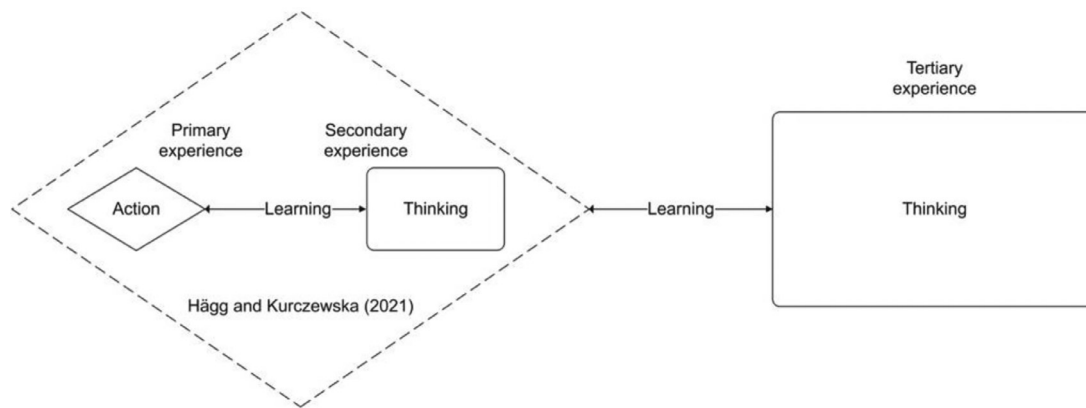 Tertiary
experience
Primary
experience
Secondary
experience
Action
Learning
Thinking
Learning
Thinking
Hägg and Kurczewska (2021)